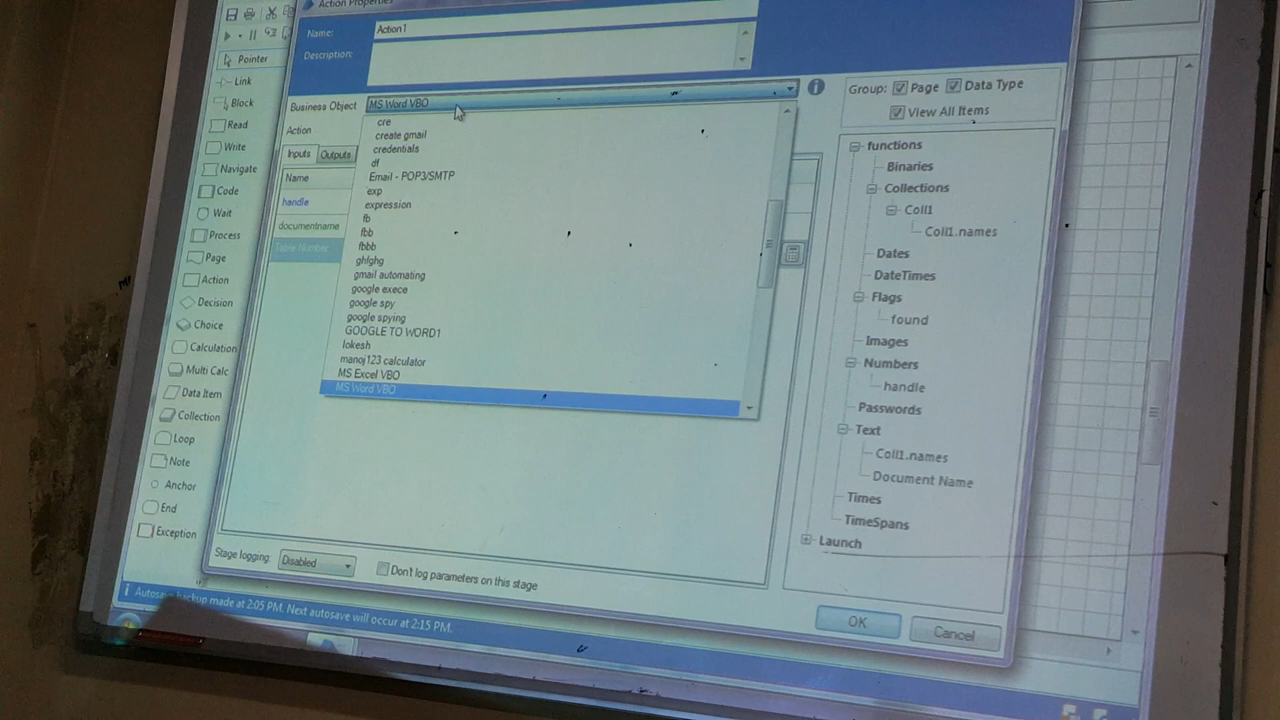 Action Properties
Name:
Action1
Description:
Business Object
MS Word VBO
Action
Inputs
Outputs
Name
handle
documentname
Table Number
cre
create gmail
credentials
df
Email - POP3/SMTP
exp
expression
fb
fbb
fbbb
ghfghg
gmail automating
google exece
google spy
google spying
GOOGLE TO WORD1
lokesh
manoj123 calculator
MS Excel VBO
MS Word VBO
Stage logging:
Disabled
Don't log parameters on this stage
Group:
Page
Data Type
View All Items
functions
Binaries
Collections
Coll1
Coll1.names
Dates
DateTimes
Flags
found
Images
Numbers
handle
Passwords
Text
Coll1.names
Document Name
Times
TimeSpans
Launch
OK
Cancel
Pointer
Link
Block
Read
Write
Navigate
Code
Wait
Process
Page
Action
Decision
Choice
Calculation
Multi Calc
Data Item
Collection
Loop
Note
Anchor
End
Exception
Autosave backup made at 2:05 PM. Next autosave will occur at 2:15 PM.